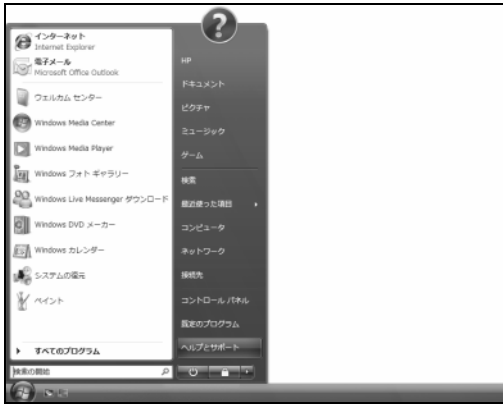 インターネット
Internet Explorer
電子メール
Microsoft Office Outlook
ウェルカム センター
Windows Media Center
Windows Media Player
Windows フォト ギャラリー
Windows Live Messenger ダウンロード
Windows DVD メーカー
Windows カレンダー
システムの復元
ペイント
すべてのプログラム
検索の開始
HP
ドキュメント
ピクチャ
ミュージック
ゲーム
検索
最近使った項目
コンピュータ
ネットワーク
接続先
コントロール パネル
既定のプログラム
ヘルプとサポート